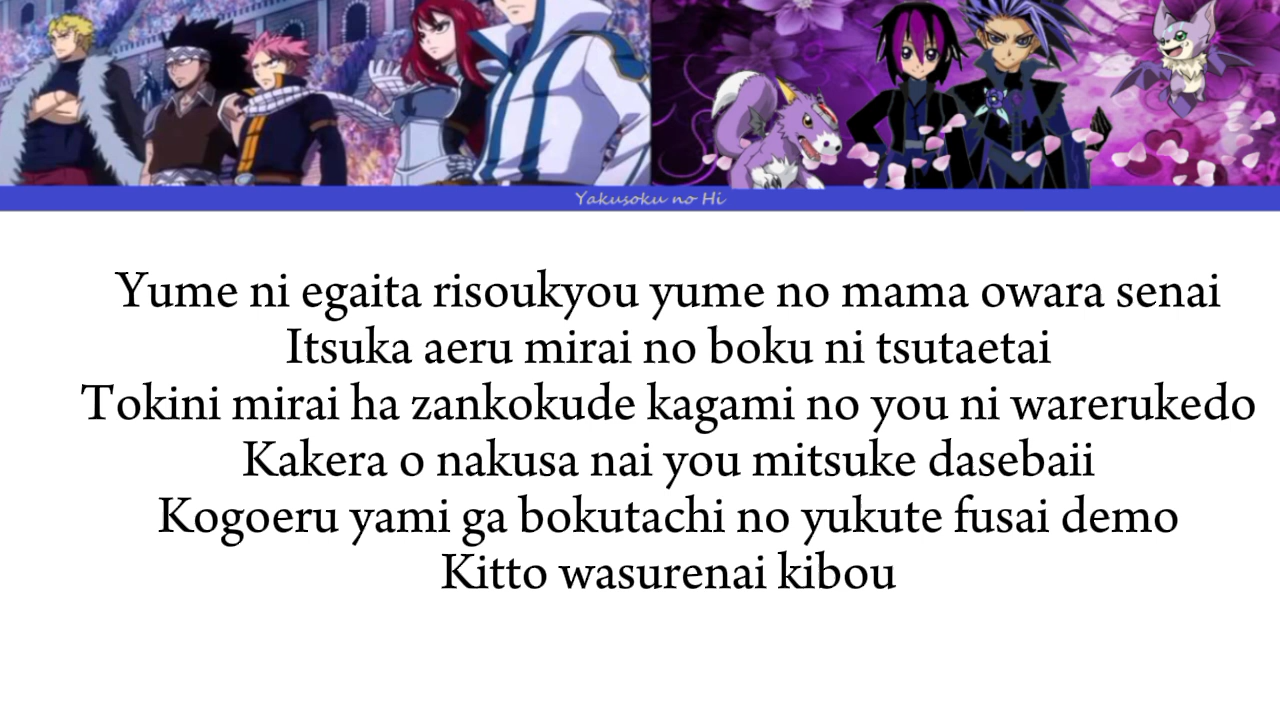 Yakusoku no Hi
Yume ni egaita risoukyou yume no mama owara senai
Itsuka aeru mirai no boku ni tsutaetai
Tokini mirai ha zankokude kagami no you ni warerukedo
Kakera o nakusa nai you mitsuke dasebaii
Kogoeru yami ga bokutachi no yukute fusai demo
Kitto wasurenai kibou